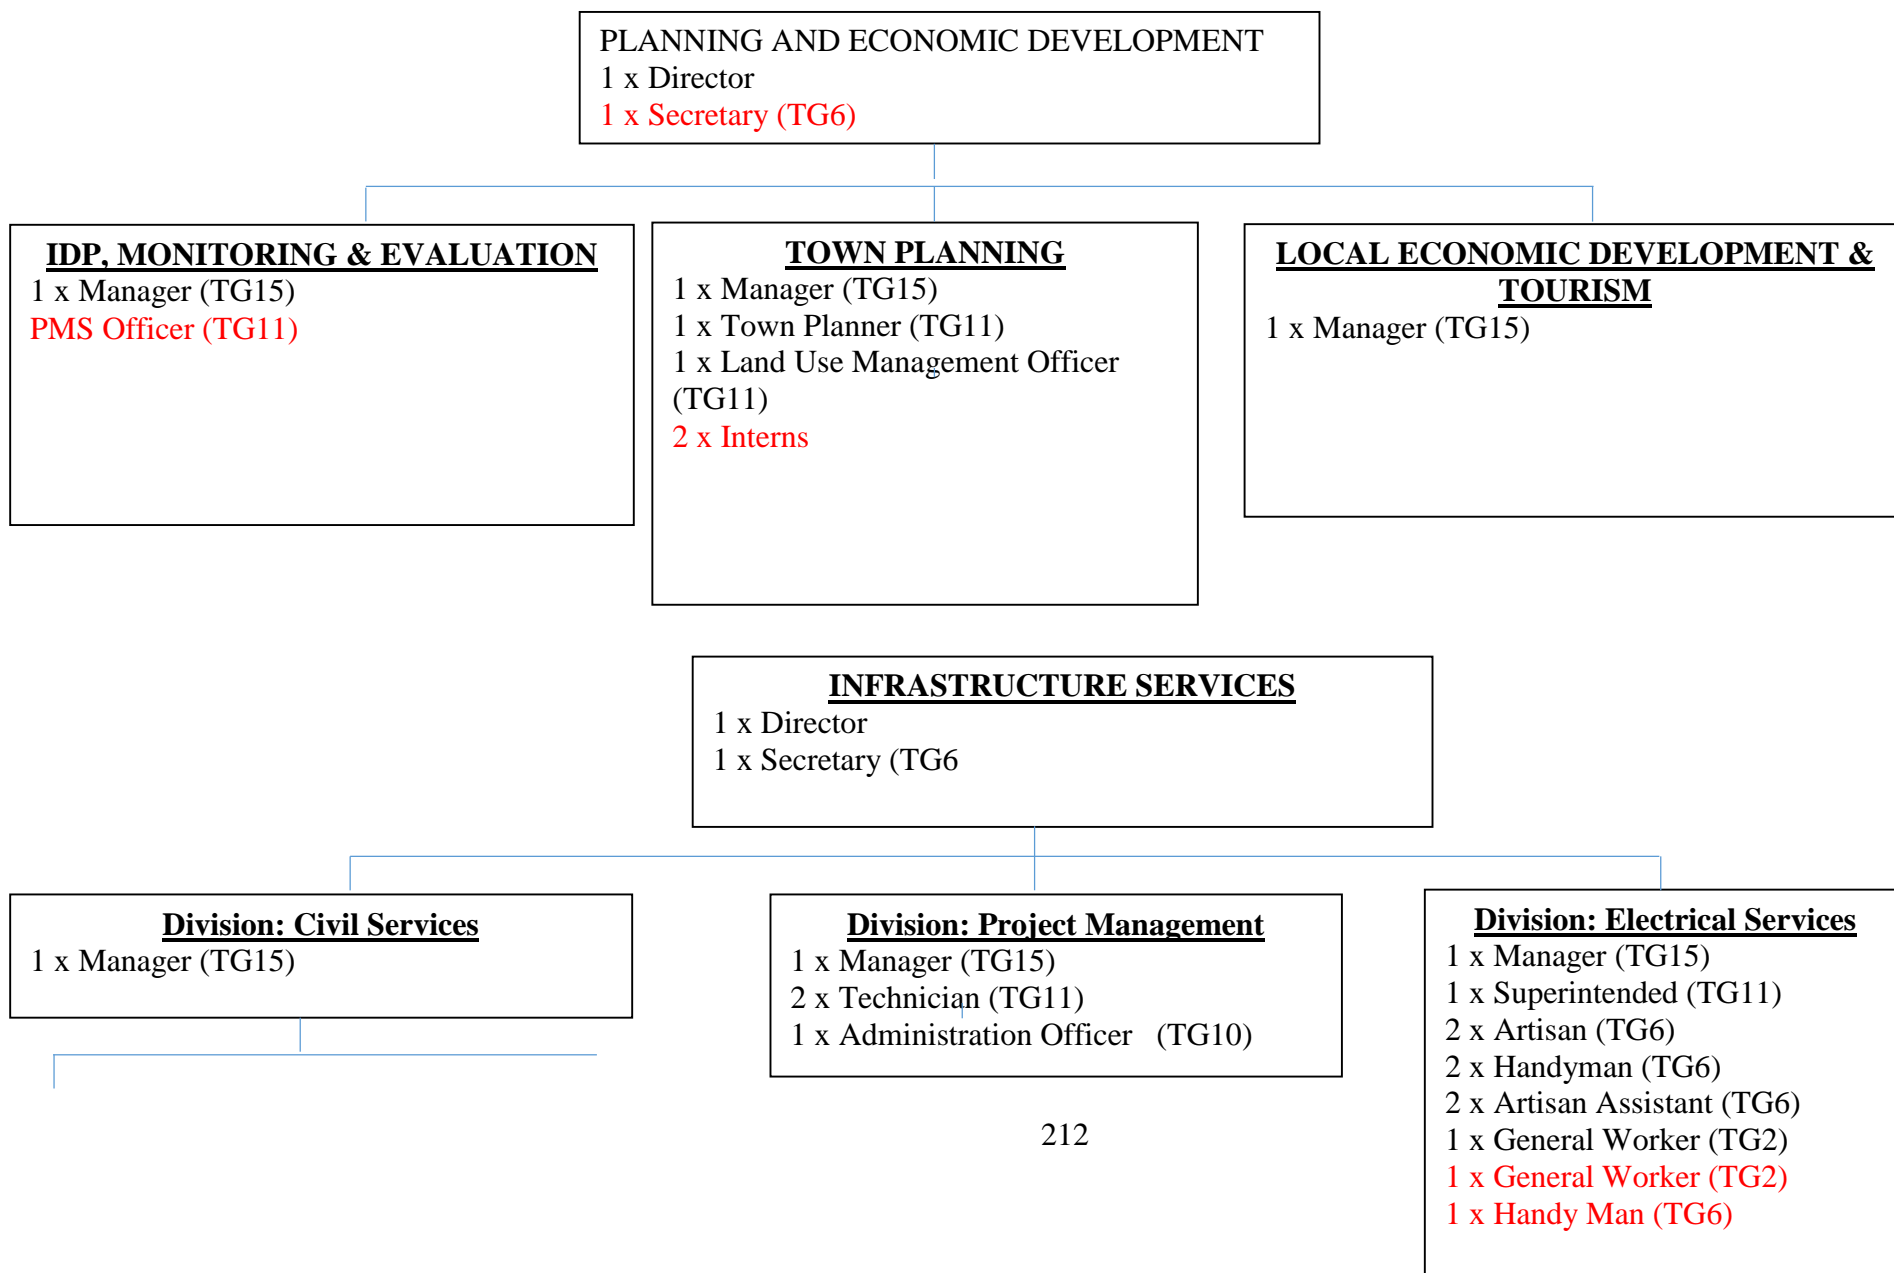 PLANNING AND ECONOMIC DEVELOPMENT
1 x Director
1 x Secretary (TG6)
IDP, MONITORING & EVALUATION
1 x Manager (TG15)
PMS Officer (TG11)
TOWN PLANNING
1 x Manager (TG15)
1 x Town Planner (TG11)
1 x Land Use Management Officer
(TG11)
2 x Interns
LOCAL ECONOMIC DEVELOPMENT &
TOURISM
1 x Manager (TG15)
INFRASTRUCTURE SERVICES
1 x Director
1 x Secretary (TG6
Division: Civil Services
1 x Manager (TG15)
Division: Project Management
1 x Manager (TG15)
2 x Technician (TG11)
1 x Administration Officer (TG10)
Division: Electrical Services
1 x Manager (TG15)
1 x Superintended (TG11)
2 x Artisan (TG6)
2 x Handyman (TG6)
2 x Artisan Assistant (TG6)
1 x General Worker (TG2)
1 x General Worker (TG2)
1 x Handy Man (TG6)
212